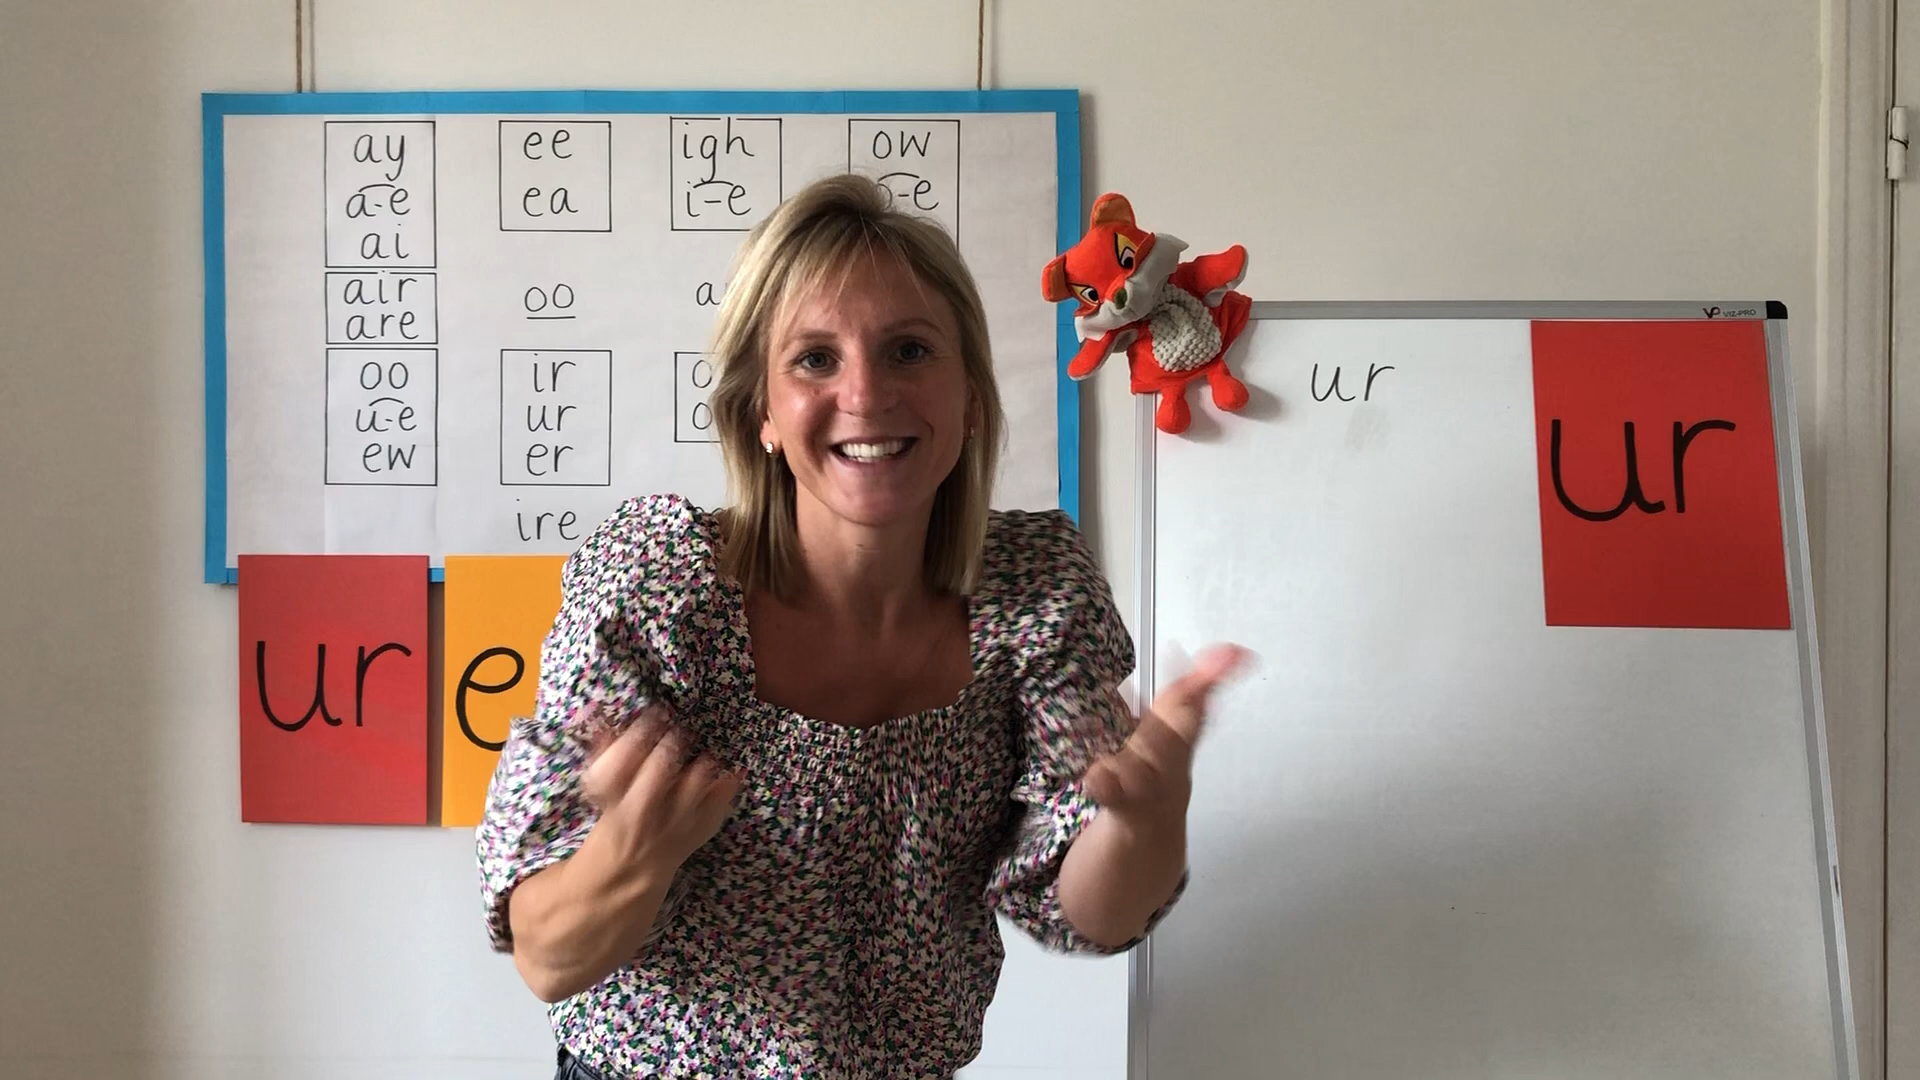 ay
a-e
ai
air
are
oo
u-e
ew
ee
ea
oo
ir
ur
er
ire
igh
i-e
ow
o-e
ur
e
ur
ur
VIZ-PRO